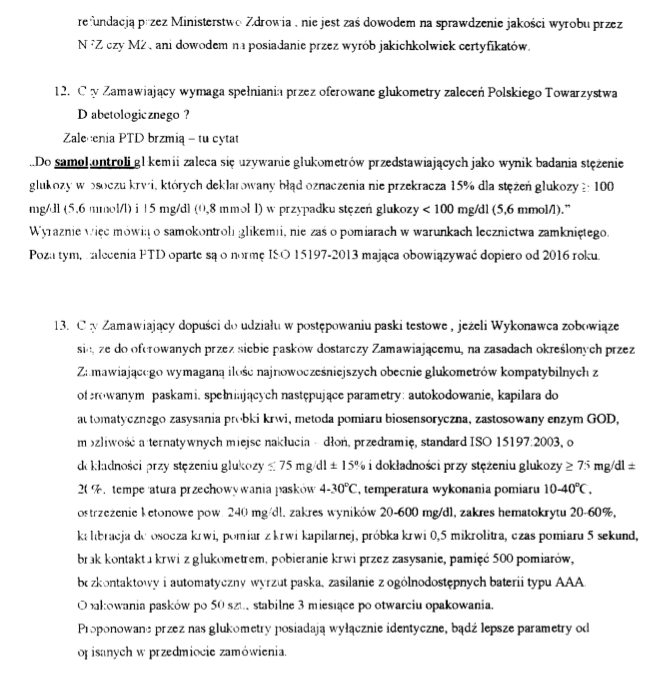 refundacją przez Ministerstwo Zdrowia , nie jest zaś dowodem na sprawdzenie jakości wyrobu przez
NFZ czy MZ, ani dowodem na posiadanie przez wyrób jakichkolwiek certyfikatów.
12. Czy Zamawiający wymaga spełniania przez oferowane glukometry zaleceń Polskiego Towarzystwa
Diabetologicznego ?
Zalecenia PTD brzmią – tu cytat
„Do samokontroli glikemii zaleca się używanie glukometrów przedstawiających jako wynik badania stężenie
glukozy w osoczu krwi, których deklarowany błąd oznaczenia nie przekracza 15% dla stężeń glukozy ≥ 100
mg/dl (5,6 mmol/l) i 15 mg/dl (0,8 mmol l) w przypadku stężeń glukozy < 100 mg/dl (5,6 mmol/l).”
Wyraźnie więc mówią o samokontroli glikemii, nie zaś o pomiarach w warunkach lecznictwa zamkniętego.
Poza tym, zalecenia PTD oparte są o normę ISO 15197-2013 mająca obowiązywać dopiero od 2016 roku.
13. Czy Zamawiający dopuści do udziału w postępowaniu paski testowe , jeżeli Wykonawca zobowiąże
się, że do oferowanych przez siebie pasków dostarczy Zamawiającemu, na zasadach określonych przez
Zamawiającego wymaganą ilość najnowocześniejszych obecnie glukometrów kompatybilnych z
oferowanym paskami, spełniających następujące parametry: autokodowanie, kapilara do
automatycznego zasysania próbki krwi, metoda pomiaru biosensoryczna, zastosowany enzym GOD,
możliwość alternatywnych miejsc nakłucia - dłoń, przedramię, standard ISO 15197:2003, o
dokładności przy stężeniu glukozy ≤ 75 mg/dl ± 15% i dokładności przy stężeniu glukozy ≥ 75 mg/dl ±
20%, temperatura przechowywania pasków 4-30°C, temperatura wykonania pomiaru 10-40°C,
ostrzeżenie ketonowe pow. 240 mg/dl, zakres wyników 20-600 mg/dl, zakres hematokrytu 20-60%,
kalibracja do osocza krwi, pomiar z krwi kapilarnej, próbka krwi 0,5 mikrolitra, czas pomiaru 5 sekund,
brak kontaktu krwi z glukometrem, pobieranie krwi przez zasysanie, pamięć 500 pomiarów,
bezkontaktowy i automatyczny wyrzut paska, zasilanie z ogólnodostępnych baterii typu AAA.
Opakowania pasków po 50 szt., stabilne 3 miesiące po otwarciu opakowania.
Proponowane przez nas glukometry posiadają wyłącznie identyczne, bądź lepsze parametry od
opisanych w przedmiocie zamówienia.